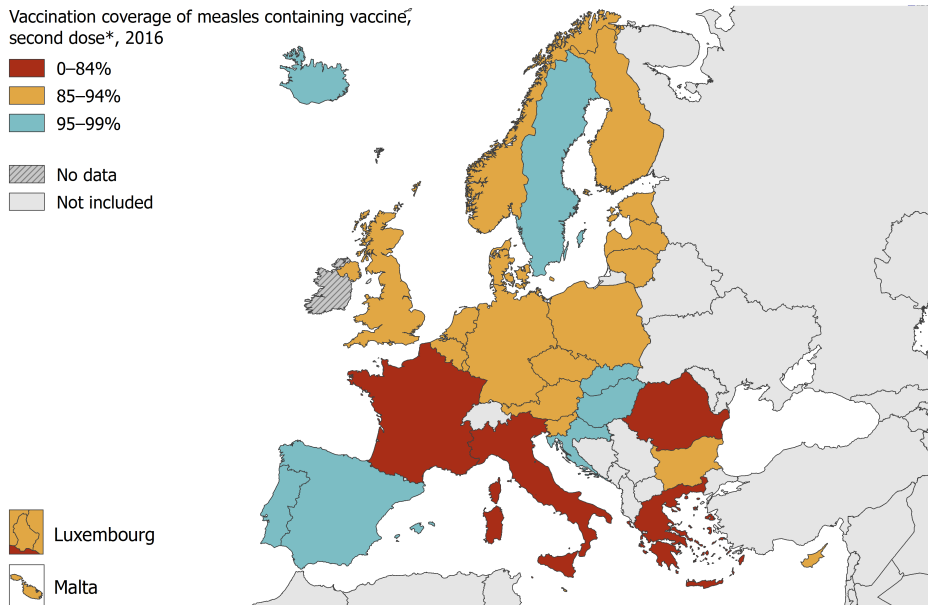 Vaccination coverage of measles containing vaccine,
second dose*, 2016
0–84%
85–94%
95–99%
No data
Not included
Luxembourg
Malta